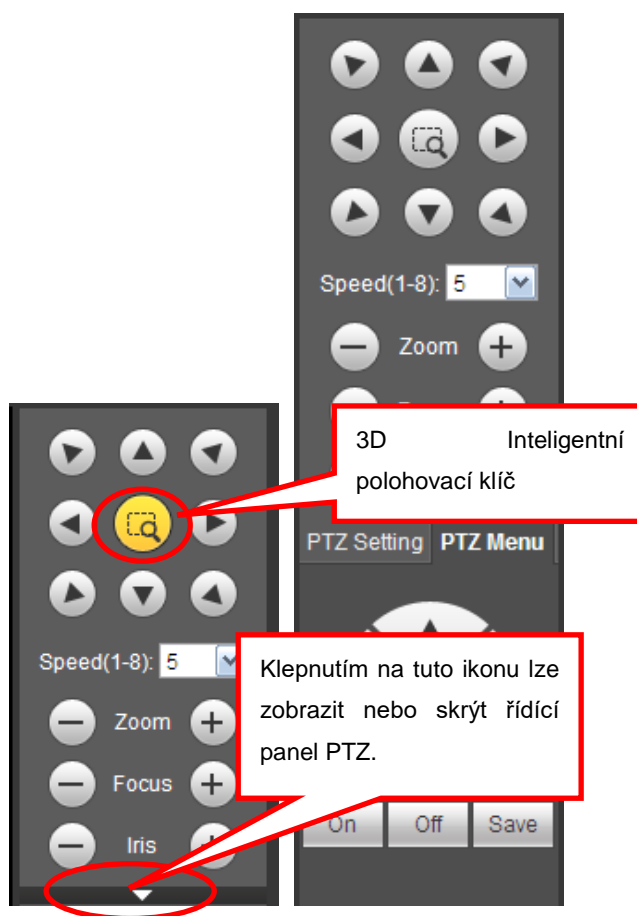 Speed(1-8): 5
Zoom
3D Inteligentní
polohovací klíč
PTZ Setting PTZ Menu
Speed(1-8): 5
Klepnutím na tuto ikonu lze
zobrazit nebo skrýt řídící
panel PTZ.
Zoom
Focus
Iris
On Off Save